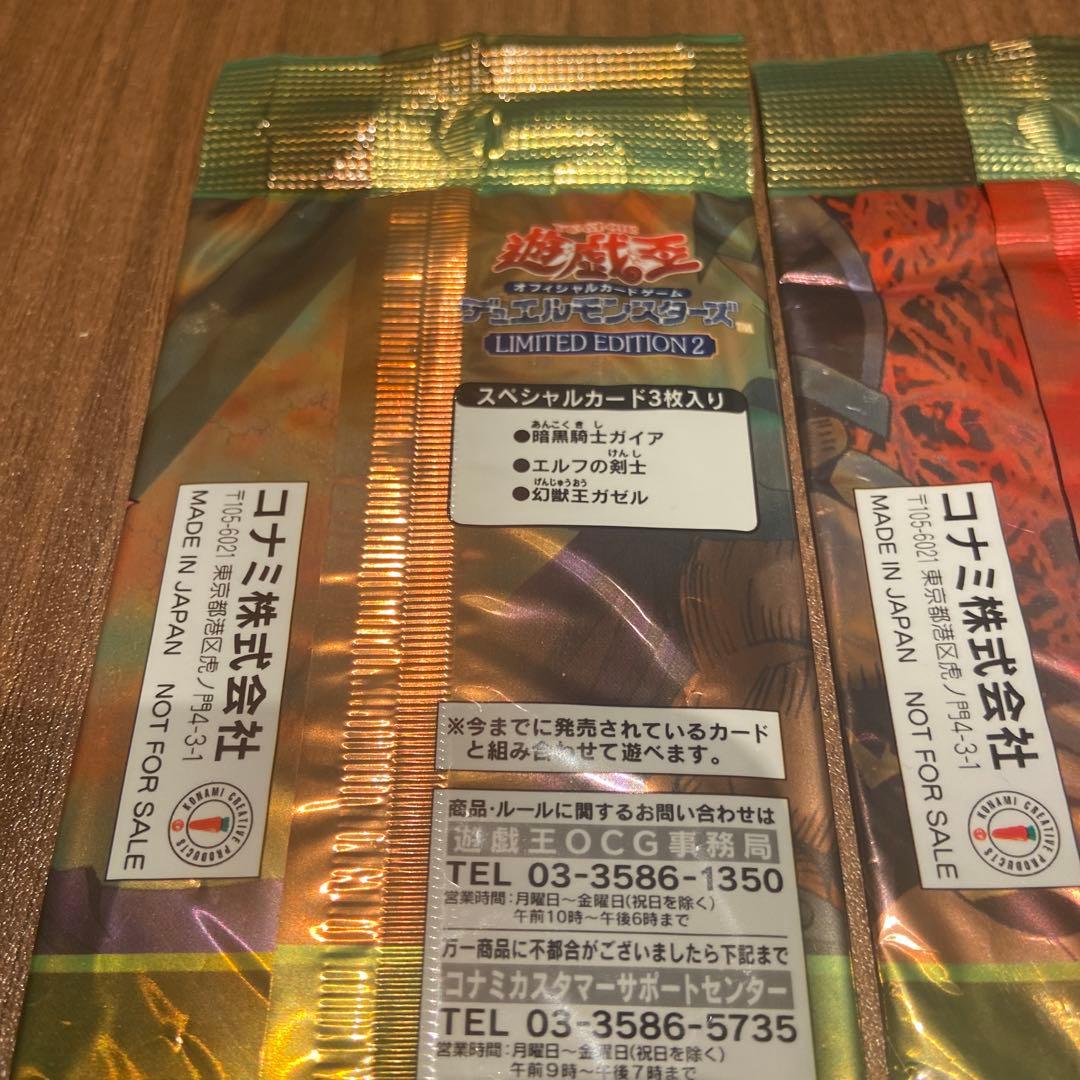 遊戯王
オフィシャルカードゲーム
デュエルモンスターズ™
LIMITED EDITION 2
スペシャルカード3枚入り
あんこくきし
●暗黒騎士ガイア
けんし
●エルフの剣士
げんじゅうおう
●幻獣王ガゼル
コナミ株式会社
〒105-6021 東京都港区虎ノ門4-3-1
MADE IN JAPAN NOT FOR SALE
KONAMI CREATIVE PRODUCTS
※今までに発売されているカード
と組み合わせて遊べます。
商品・ルールに関するお問い合わせは
遊戯王OCG事務局
TEL 03-3586-1350
営業時間:月曜日~金曜日(祝日を除く)
午前10時~午後6時まで
万一商品に不都合がございましたら下記まで
コナミカスタマーサポートセンター
TEL 03-3586-5735
営業時間:月曜日~金曜日(祝日を除く)
午前9時~午後7時まで
コナミ株式会社
〒105-6021 東京都港区虎ノ門4-3-1
MADE IN JAPAN NOT FOR SALE
KONAMI CREATIVE PRODUCTS